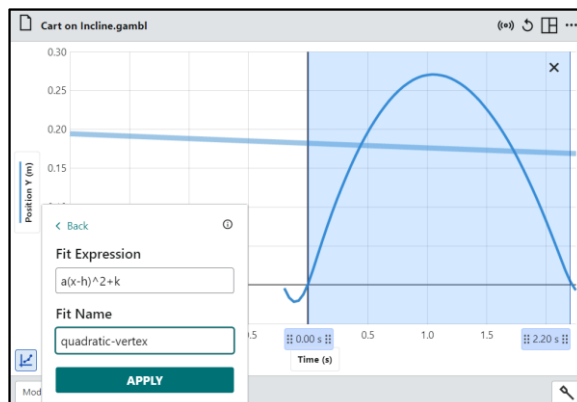 Cart on Incline.gambl
0.30
0.20
0.15
Position Y (m)
Back
Fit Expression
a(x-h)^2+k
Fit Name
quadratic-vertex
APPLY
0.5
0.00 s
0.5
1.0
1.5
2.20 s
Time (s)
Mod